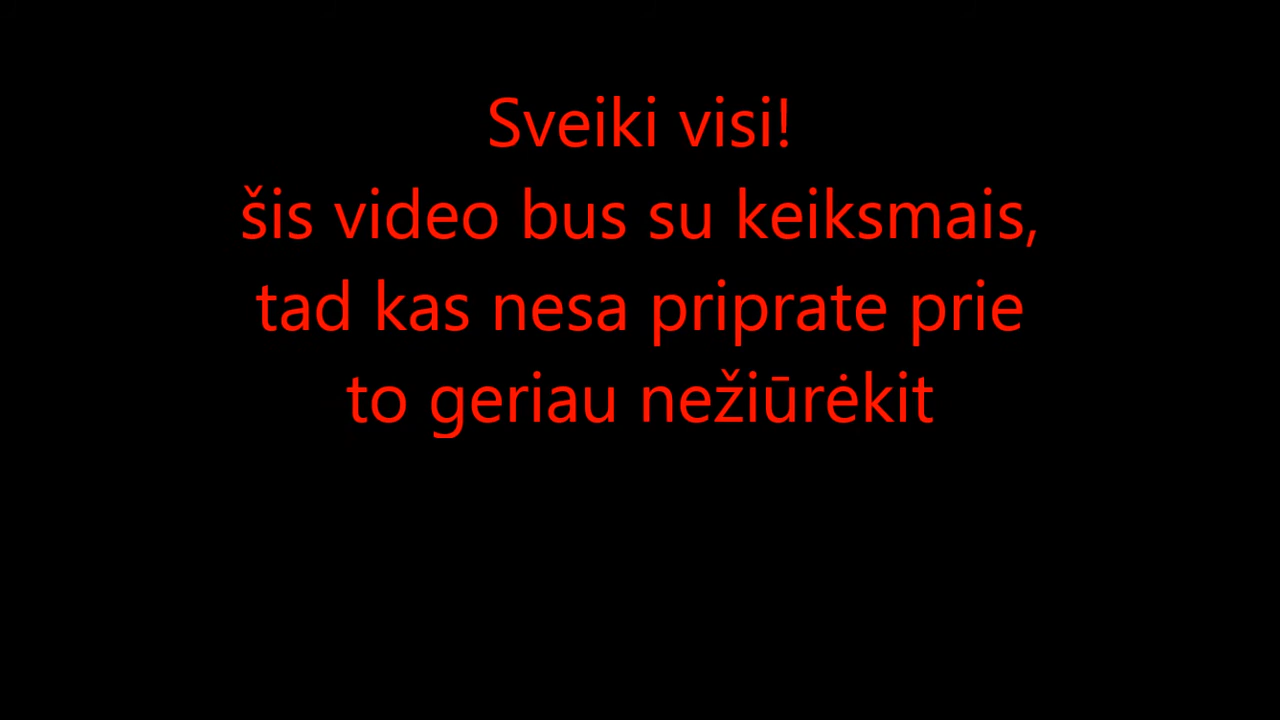 Sveiki visi!
šis video bus su keiksmais,
tad kas nesa priprate prie
to geriau nežiūrėkit